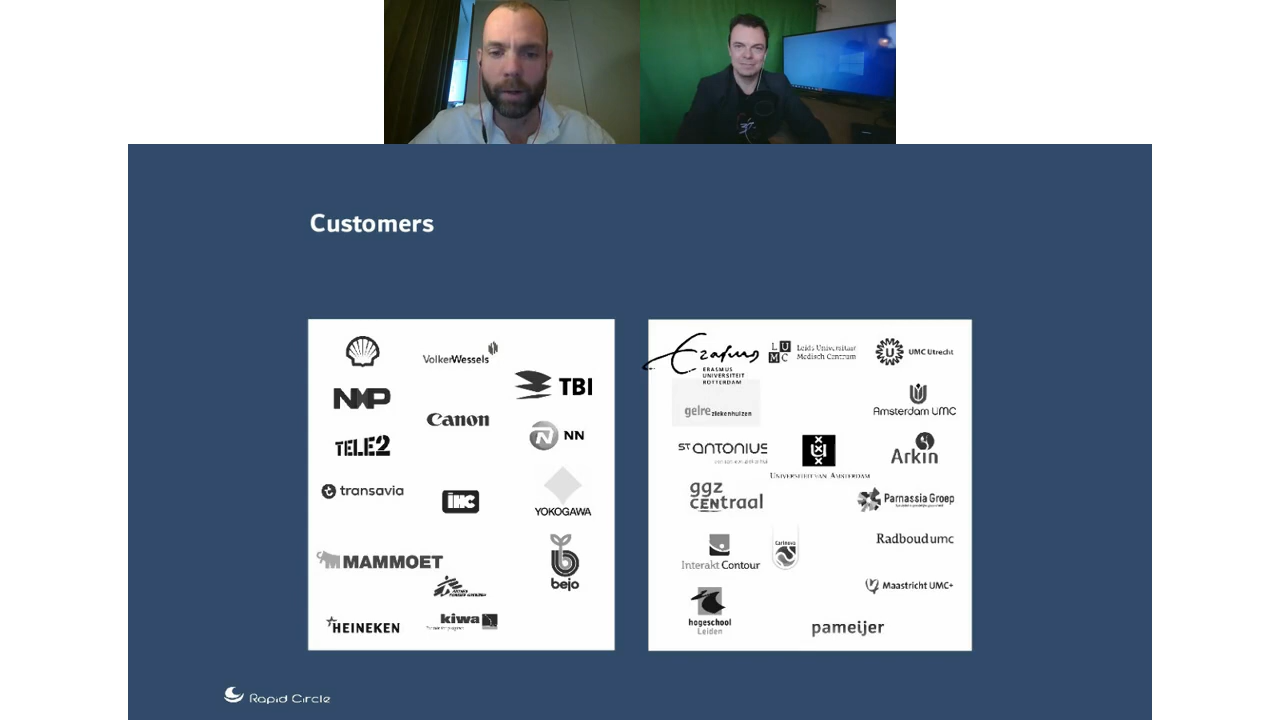 Customers
VolkerWessels
TBI
NXP
Canon
TELE2
NN
transavia
IHC
YOKOGAWA
MAMMOET
bejo
kiwa
HEINEKEN
Erasmus
ERASMUS
UNIVERSITEIT
ROTTERDAM
L U
M C
Leids Universitair
Medisch Centrum
UMC Utrecht
gelre ziekenhuizen
Amsterdam UMC
ST ANTONIUS
UNIVERSITEIT VAN AMSTERDAM
Arkin
ggz
CENtraal
Parnassia Groep
Interakt Contour
Radboudumc
Maastricht UMC+
hogeschool
Leiden
pameijer
Rapid Circle